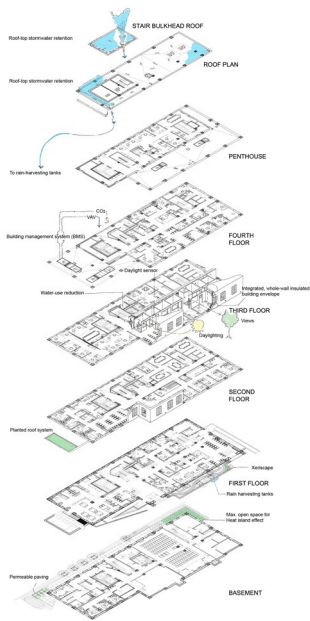 STAIR BULKHEAD ROOF
Roof-top stormwater retention
ROOF PLAN
Roof-top stormwater retention
PENTHOUSE
To rain-harvesting tanks
CO₂
VAV
FOURTH
FLOOR
Building management system (BMS)
Daylight sensor
Water-use reduction
Integrated, whole-wall insulated
building envelope
THIRD FLOOR
Views
Daylighting
SECOND
FLOOR
Planted roof system
Xeriscape
FIRST FLOOR
Rain harvesting tanks
Max. open space for
Heat island effect
Permeable paving
BASEMENT